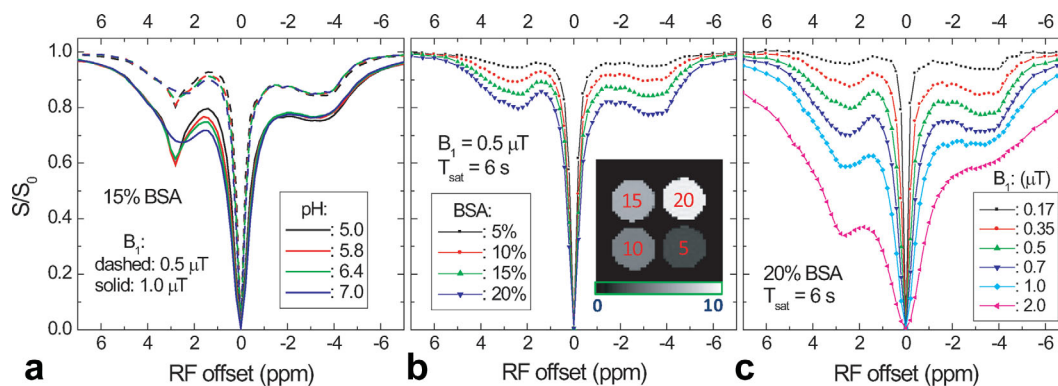 6 4 2 0 -2 -4 -6
6 4 2 0 -2 -4 -6
6 4 2 0 -2 -4 -6
S/S0
1.0
0.8
0.6
0.4
0.2
0.0
15% BSA
B1:
dashed: 0.5 μT
solid: 1.0 μT
pH:
5.0
5.8
6.4
7.0
6 4 2 0 -2 -4 -6
RF offset (ppm)
a
B1 = 0.5 μT
Tsat = 6 s
BSA:
5%
10%
15%
20%
15 20
10 5
0 10
6 4 2 0 -2 -4 -6
RF offset (ppm)
b
20% BSA
Tsat = 6 s
B1: (μT)
: 0.17
: 0.35
: 0.5
: 0.7
: 1.0
: 2.0
6 4 2 0 -2 -4 -6
RF offset (ppm)
c